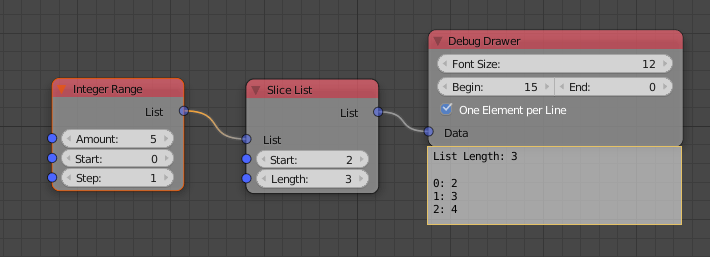 Integer Range
List
Amount: 5
Start: 0
Step: 1
Slice List
List
List
Start: 2
Length: 3
Debug Drawer
Font Size: 12
Begin: 15 End: 0
One Element per Line
Data
List Length: 3
0: 2
1: 3
2: 4